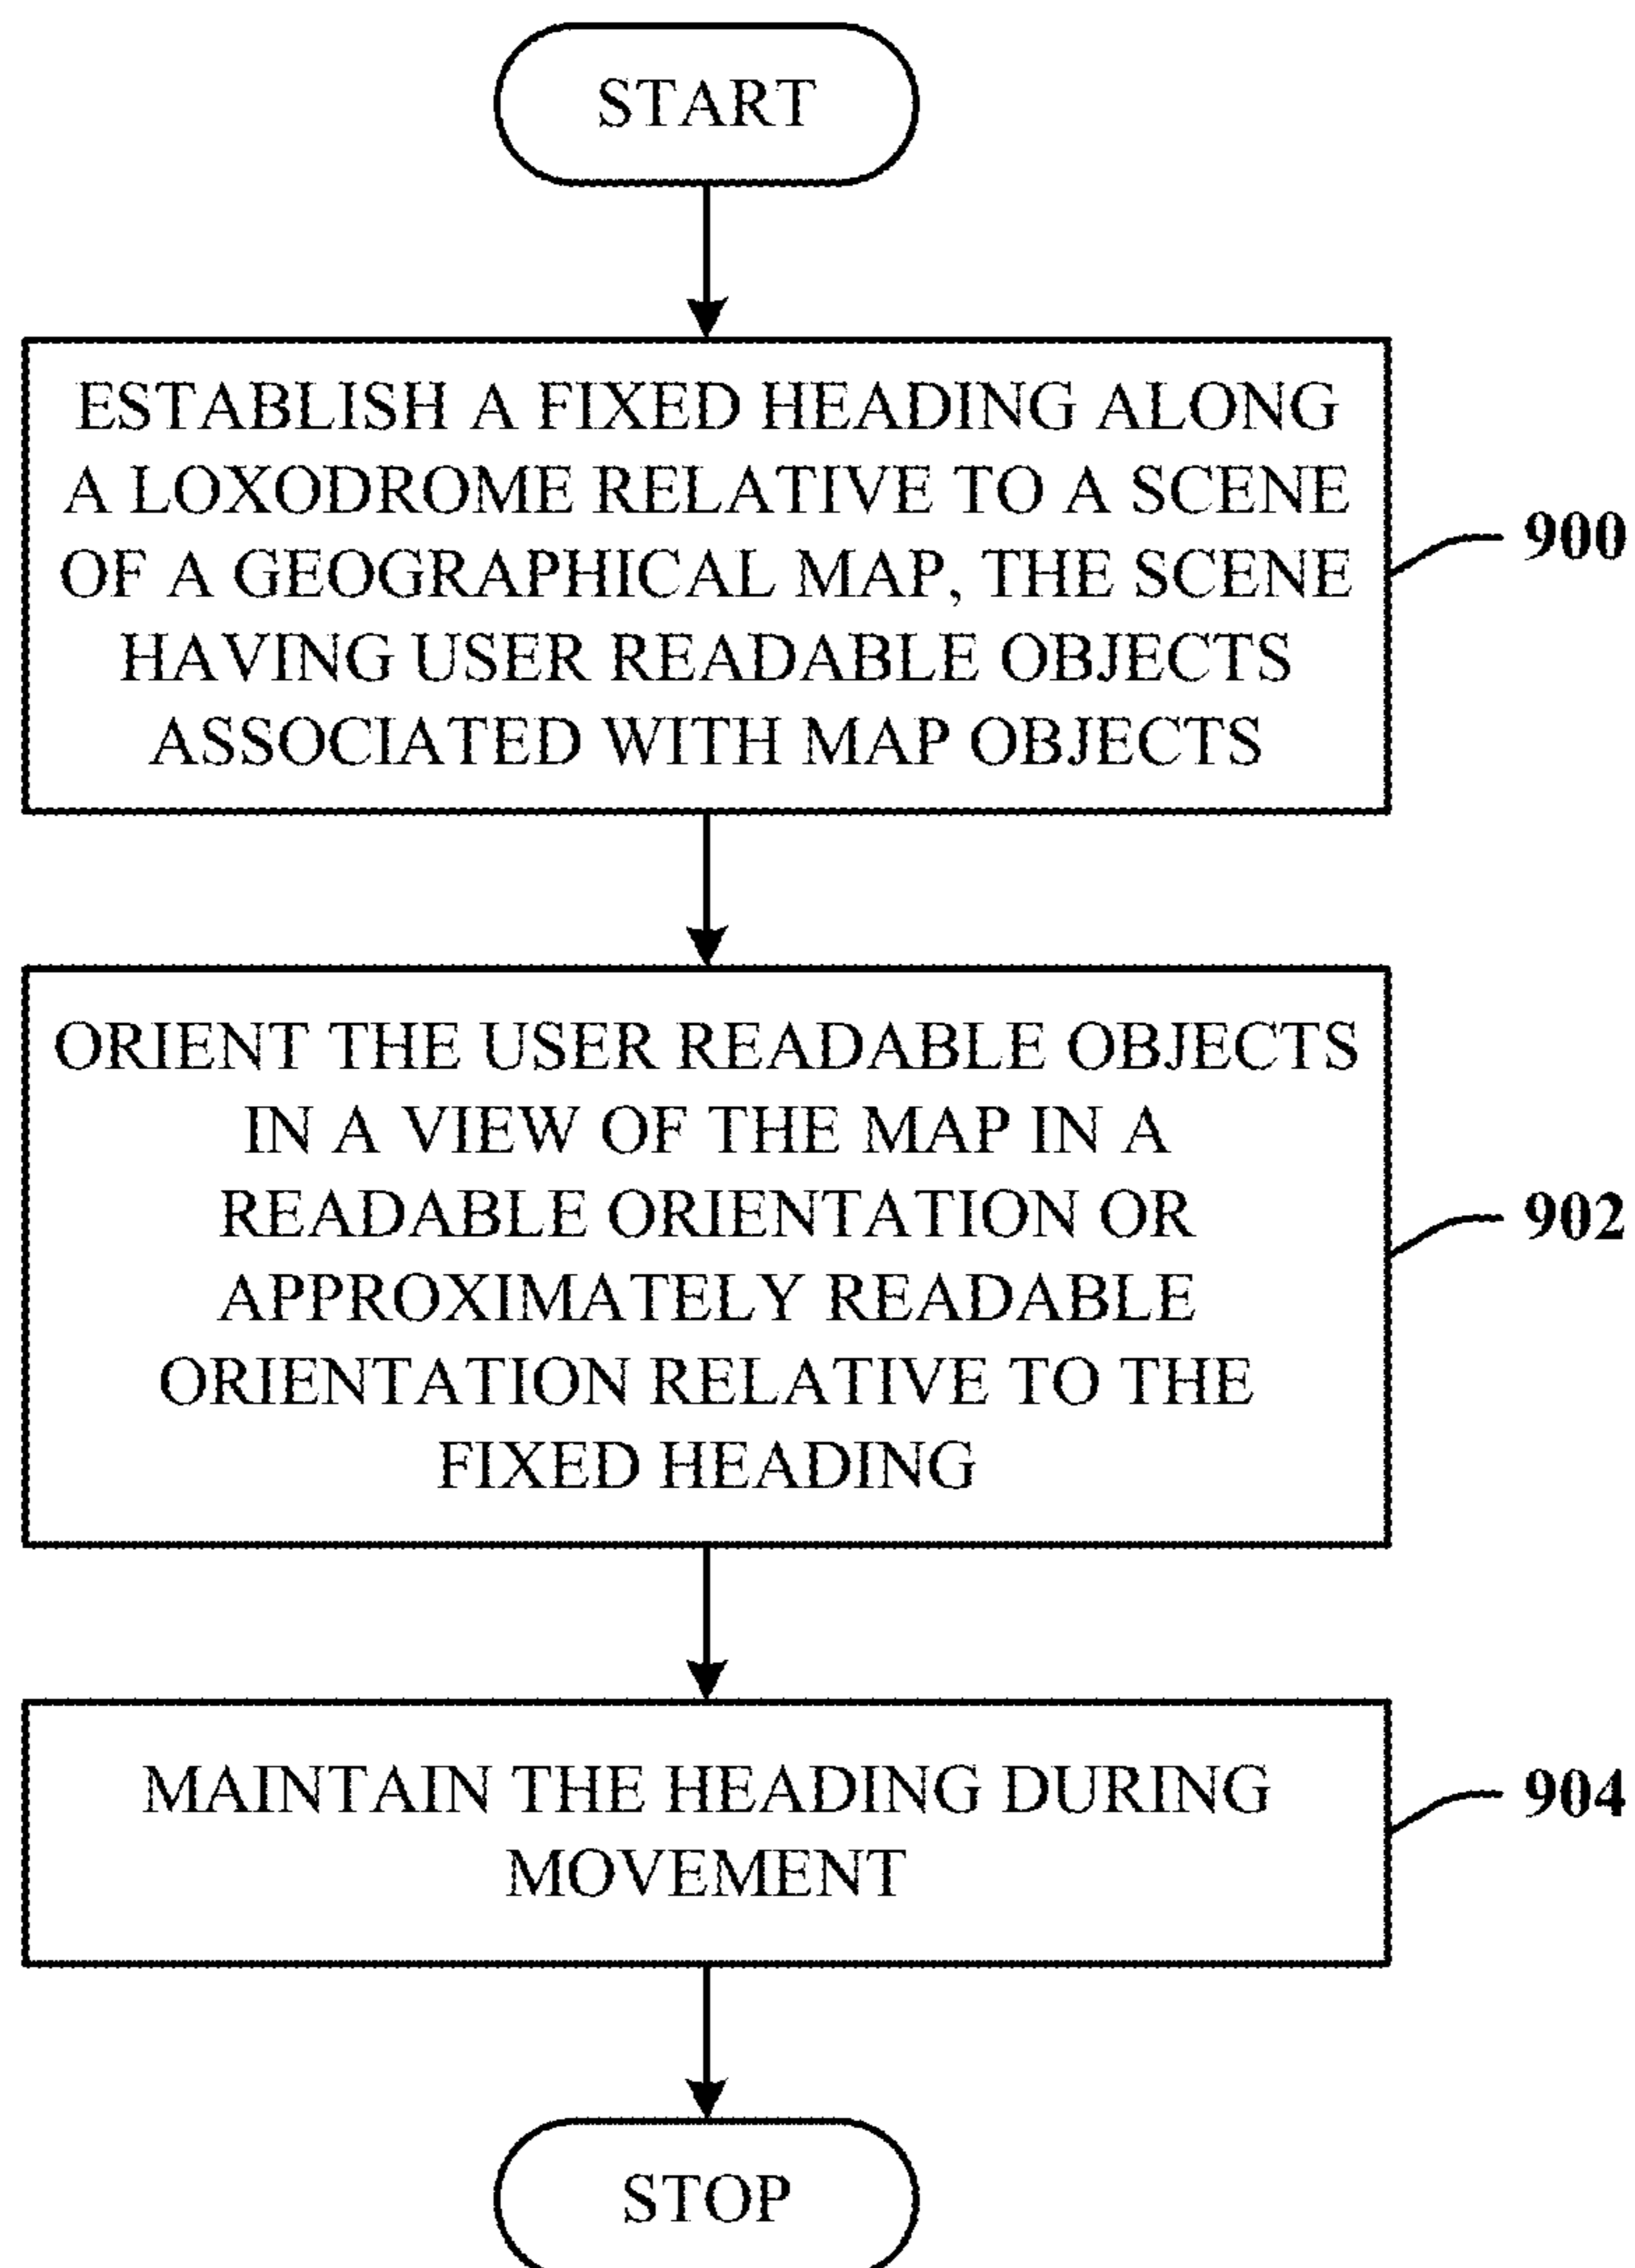 START
ESTABLISH A FIXED HEADING ALONG
A LOXODROME RELATIVE TO A SCENE
OF A GEOGRAPHICAL MAP, THE SCENE
HAVING USER READABLE OBJECTS
ASSOCIATED WITH MAP OBJECTS
900
ORIENT THE USER READABLE OBJECTS
IN A VIEW OF THE MAP IN A
READABLE ORIENTATION OR
APPROXIMATELY READABLE
ORIENTATION RELATIVE TO THE
FIXED HEADING
902
MAINTAIN THE HEADING DURING
MOVEMENT
904
STOP